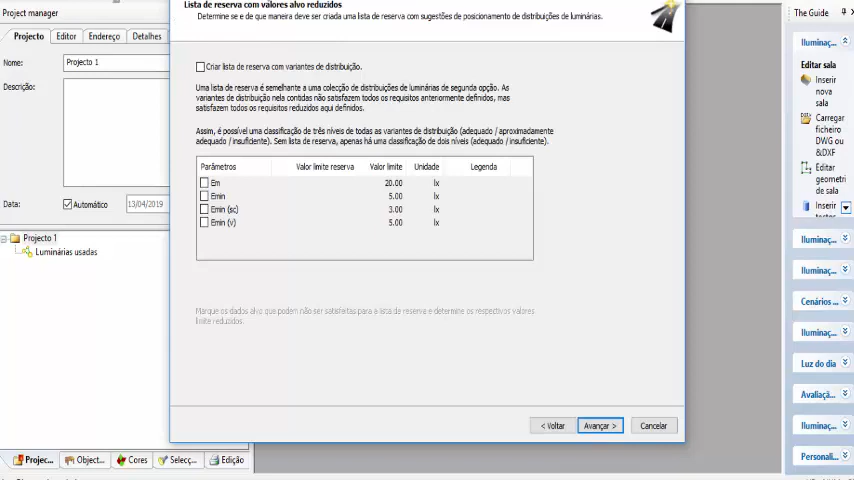 Project manager
Projecto
Editor
Endereço
Detalhes
Nome:
Projecto 1
Descrição:
Data:
Automático
13/04/2019
Projecto 1
Luminárias usadas
Projec...
Object...
Cores
Selecç...
Edição
Lista de reserva com valores alvo reduzidos
Determine se e de que maneira deve ser criada uma lista de reserva com sugestões de posicionamento de distribuições de luminárias.
Criar lista de reserva com variantes de distribuição.
Uma lista de reserva é semelhante a uma colecção de distribuições de luminárias de segunda opção. As
variantes de distribuição nela contidas não satisfazem todos os requisitos anteriormente definidos, mas
satisfazem todos os requisitos reduzidos aqui definidos.
Assim, é possível uma classificação de três níveis de todas as variantes de distribuição (adequado / aproximadamente
adequado / insuficiente). Sem lista de reserva, apenas há uma classificação de dois níveis (adequado / insuficiente).
Parâmetros Valor limite reserva Valor limite Unidade Legenda
Em 20.00 lx
Emin 5.00 lx
Emin (sc) 3.00 lx
Emin (v) 5.00 lx
Marque os dados alvo que podem não ser satisfeitas para a lista de reserva e determine os respectivos valores
limite reduzidos.
< Voltar
Avançar >
Cancelar
The Guide
Iluminaç...
Editar sala
Inserir
nova
sala
Carregar
ficheiro
DWG ou
&DXF
Editar
geometri
de sala
Inserir
Iluminaç...
Iluminaç...
Cenários ...
Iluminaç...
Luz do dia
Avaliaçã...
Iluminaç...
Personali...